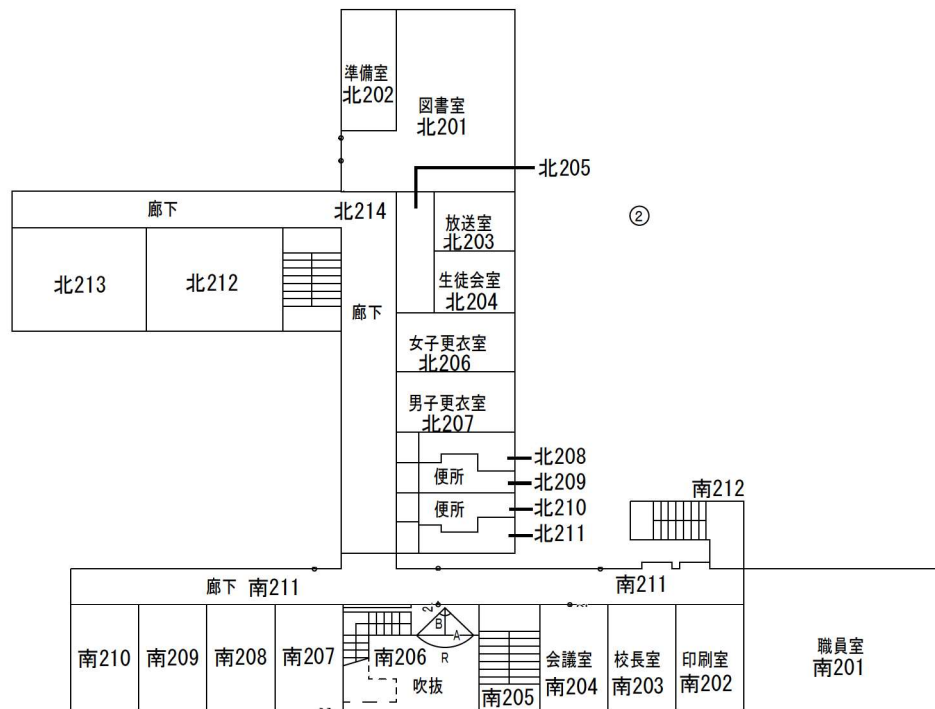 準備室
北202
図書室
北201
北205
廊下
北214
放送室
北203
②
北213
北212
生徒会室
北204
廊下
女子更衣室
北206
男子更衣室
北207
北208
便所
北209
便所
北210
北211
南212
廊下 南211
南211
B
A
R
南210
南209
南208
南207
南206
吹抜
南205
会議室
南204
校長室
南203
印刷室
南202
職員室
南201